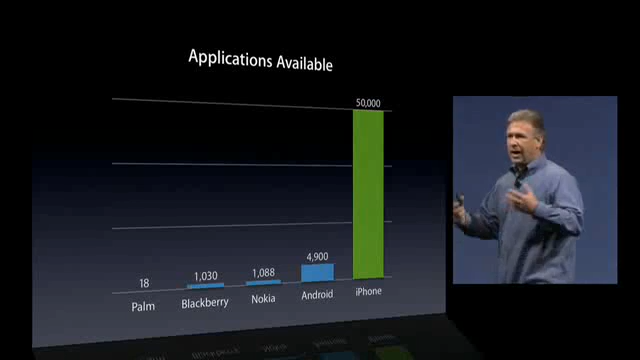 Applications Available
50,000
4,900
1,088
1,030
18
Palm
Blackberry
Nokia
Android
iPhone